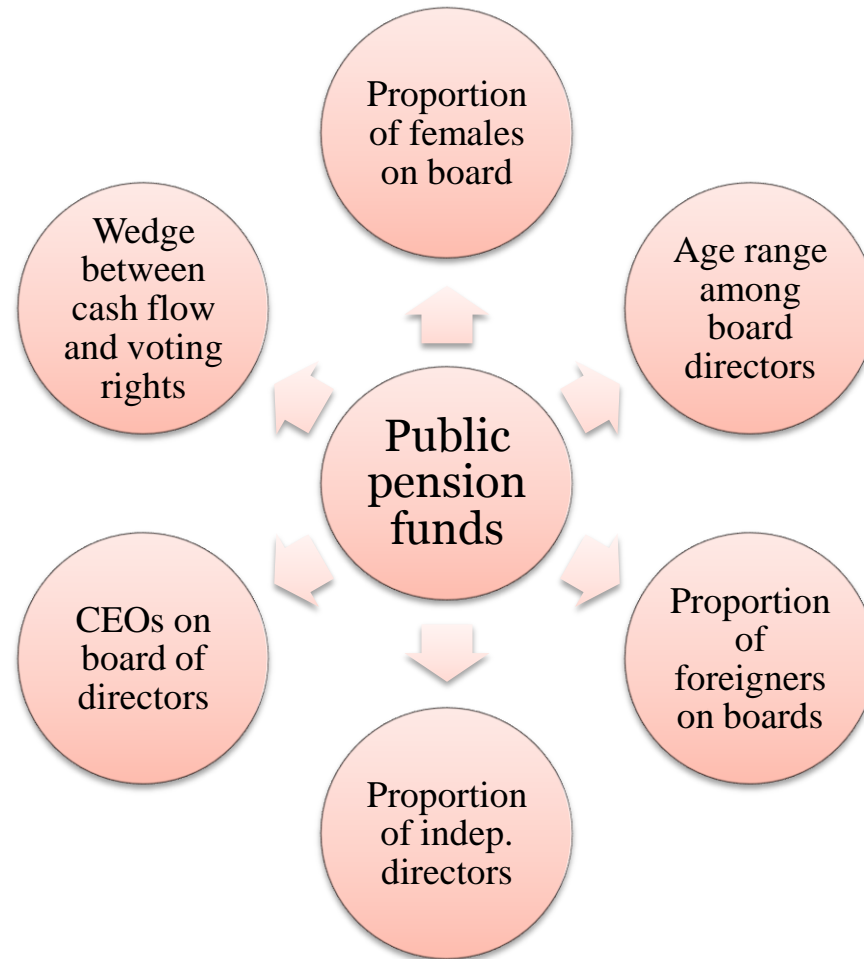 Proportion
of females
on board
Wedge
between
cash flow
and voting
rights
Age range
among
board
directors
Public
pension
funds
CEOs on
board of
directors
Proportion
of
foreigners
on boards
Proportion
of indep.
directors